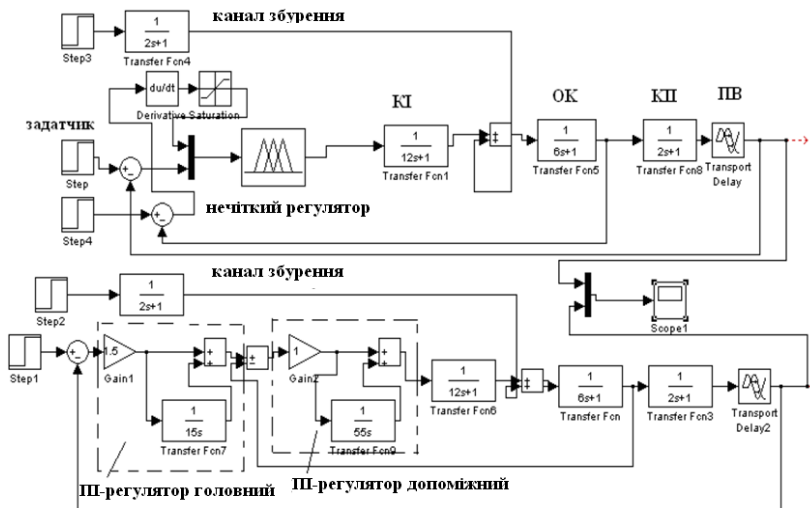 канал збурення
1
2s+1
Step3
Transfer Fcn4
du/dt
Derivative Saturation
КІ
ОК
КП
ПВ
задатчик
Step
1
12s+1
Transfer Fcn1
1
6s+1
Transfer Fcn5
1
2s+1
Transfer Fcn8
Transport
Delay
Step4
нечіткий регулятор
канал збурення
Step2
1
2s+1
Scope1
Step1
1.5
Gain1
1
Gain2
1
15s
Transfer Fcn7
1
55s
Transfer Fcn9
1
12s+1
Transfer Fcn6
1
6s+1
Transfer Fcn
1
2s+1
Transfer Fcn3
Transport
Delay2
ПІ-регулятор головний
ПІ-регулятор допоміжний